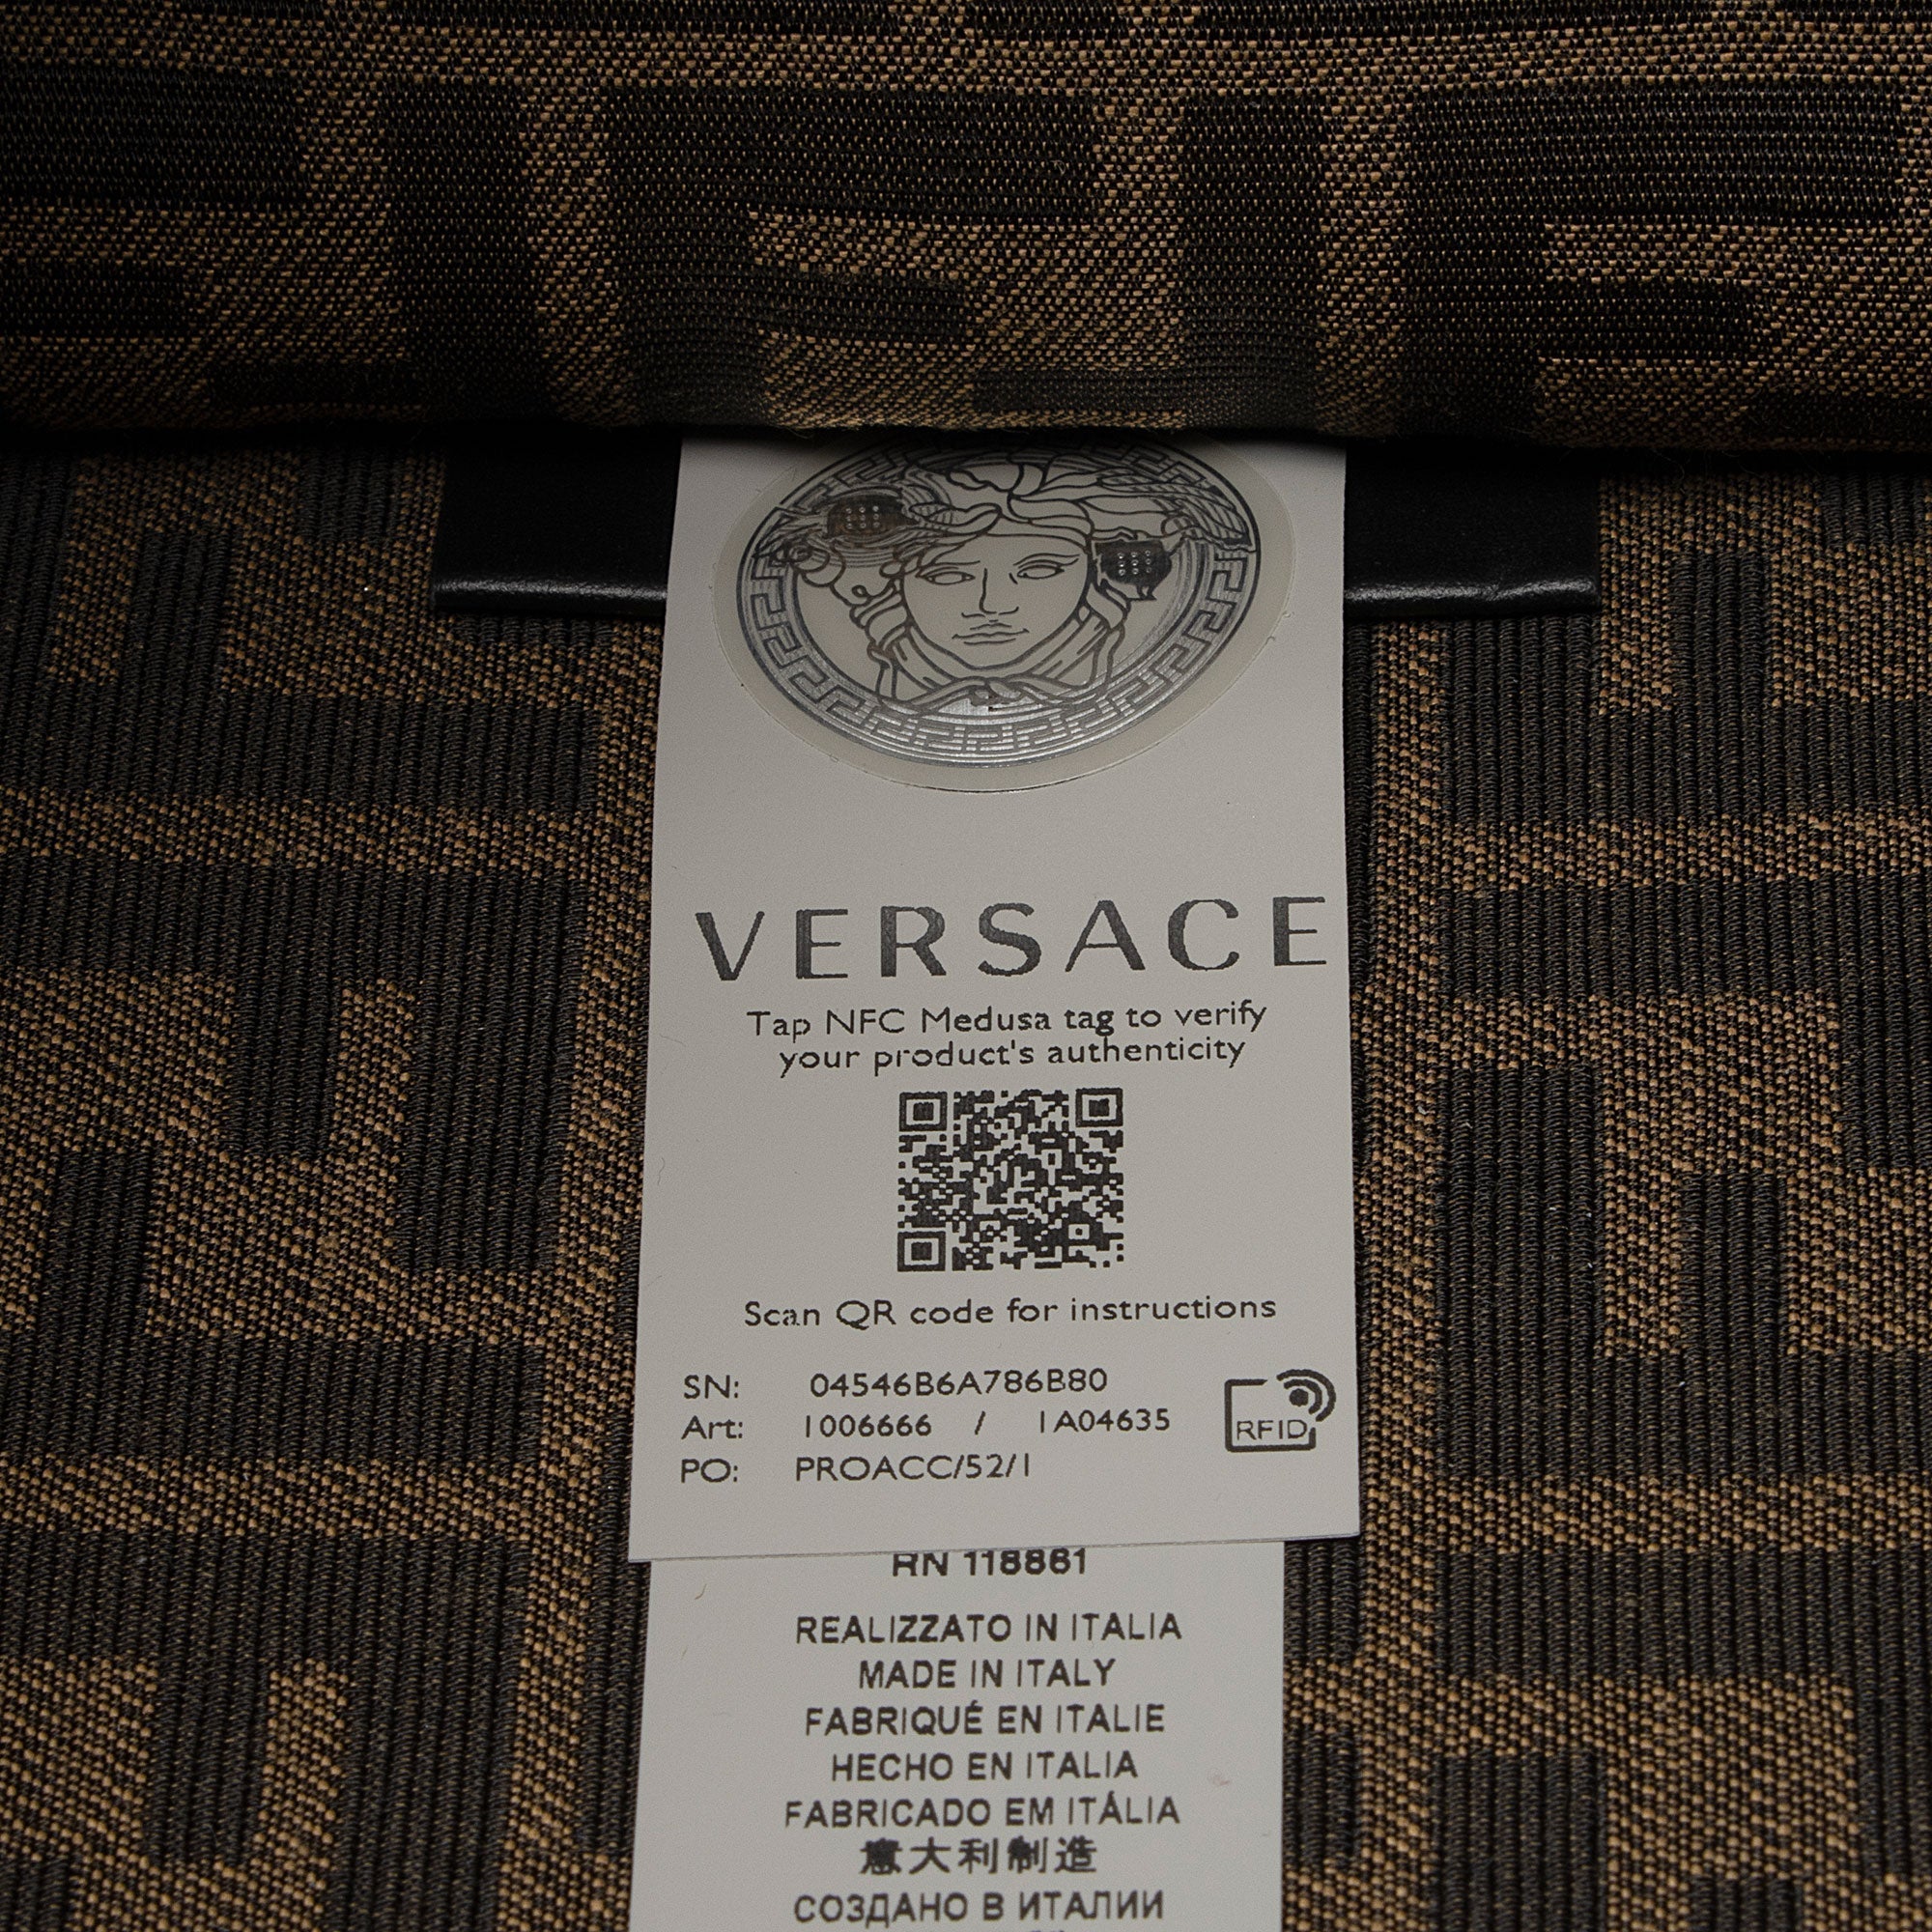 VERSACE
Tap NFC Medusa tag to verify
your product's authenticity
Scan QR code for instructions
SN: 04546B6A786B80
Art: 1006666 / 1A04635
PO: PROACC/52/1
RFID
RN 118861
REALIZZATO IN ITALIA
MADE IN ITALY
FABRIQUÉ EN ITALIE
HECHO EN ITALIA
FABRICADO EM ITÁLIA
意大利制造
СОЗДАНО В ИТАЛИИ